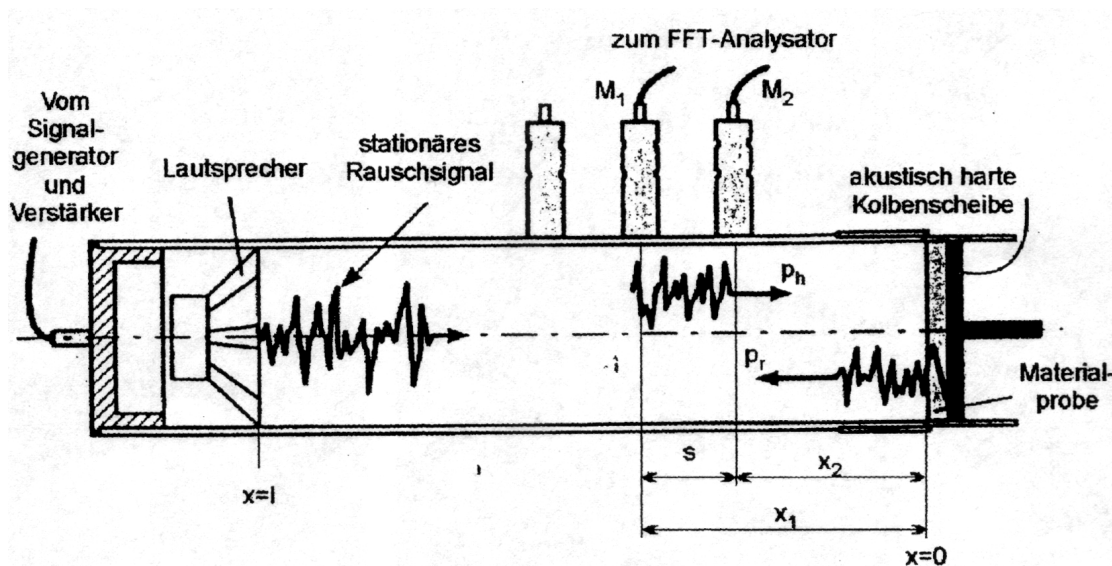 zum FFT-Analysator
M1
M2
Vom
Signal-
generator
und
Verstärker
Lautsprecher
stationäres
Rauschsignal
akustisch harte
Kolbenscheibe
ph
pr
Material-
probe
s
x2
x1
x=l
x=0